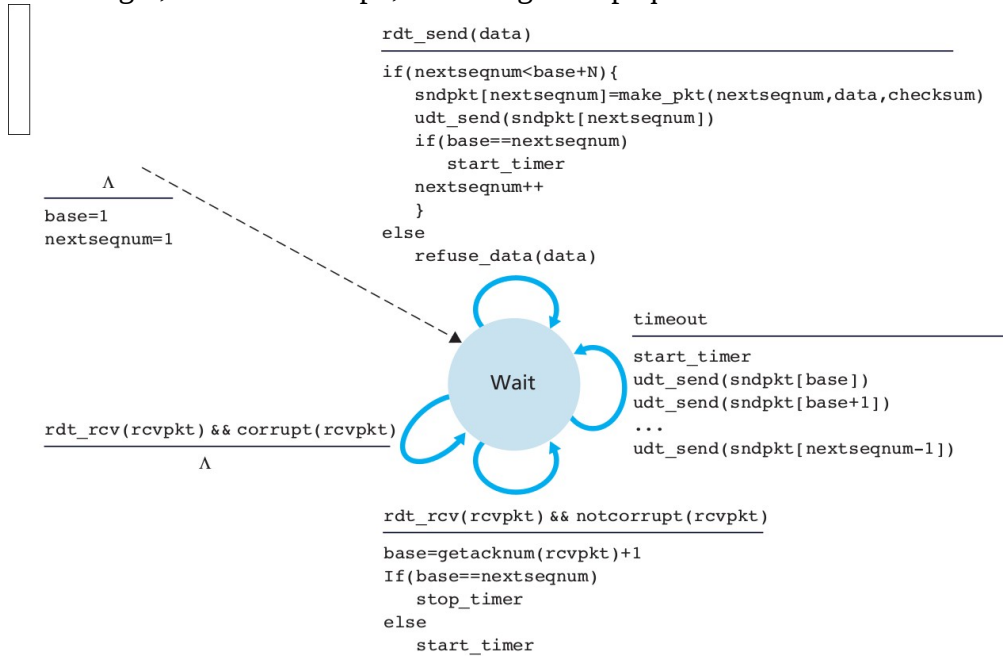 rdt_send(data)
if(nextseqnum<base+N){
sndpkt[nextseqnum]=make_pkt(nextseqnum,data,checksum)
udt_send(sndpkt[nextseqnum])
if(base==nextseqnum)
start_timer
nextseqnum++
}
else
refuse_data(data)
Λ
base=1
nextseqnum=1
Wait
timeout
start_timer
udt_send(sndpkt[base])
udt_send(sndpkt[base+1])
...
udt_send(sndpkt[nextseqnum-1])
rdt_rcv(rcvpkt) && corrupt(rcvpkt)
Λ
rdt_rcv(rcvpkt) && notcorrupt(rcvpkt)
base=getacknum(rcvpkt)+1
If(base==nextseqnum)
stop_timer
else
start_timer